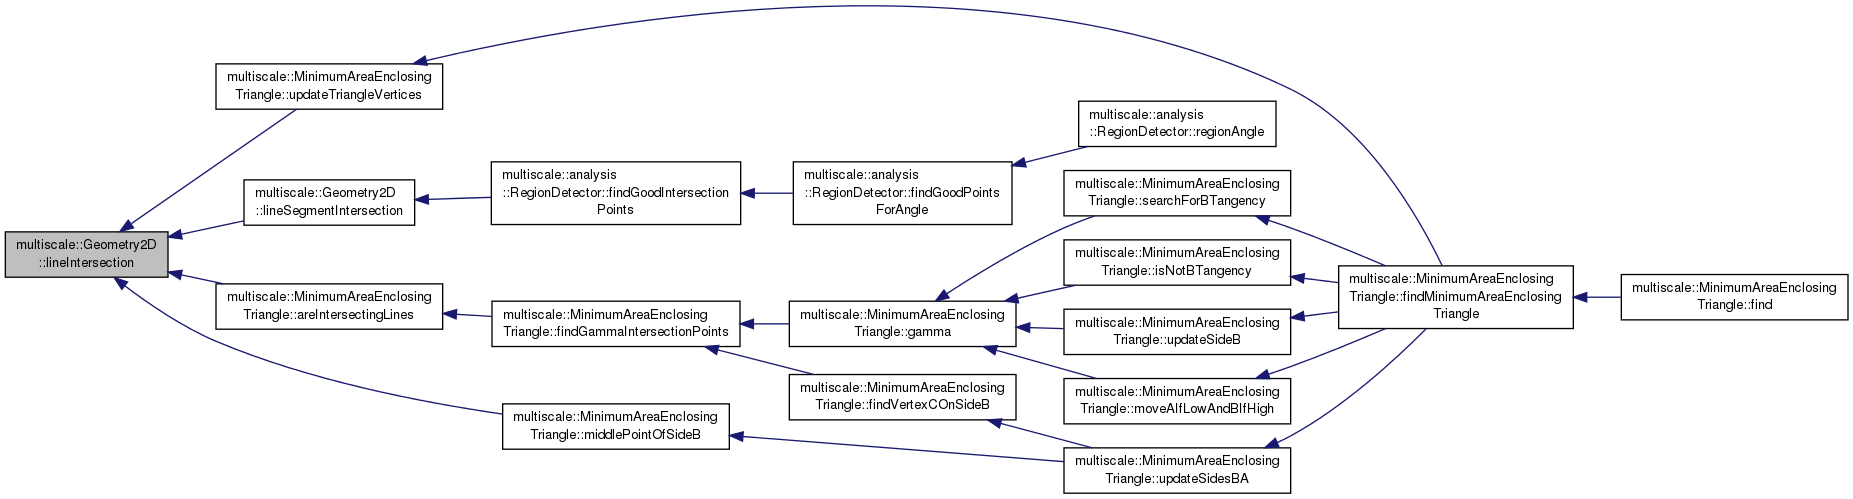 multiscale::Geometry2D
::lineIntersection
multiscale::MinimumAreaEnclosing
Triangle::updateTriangleVertices
multiscale::Geometry2D
::lineSegmentIntersection
multiscale::MinimumAreaEnclosing
Triangle::areIntersectingLines
multiscale::MinimumAreaEnclosing
Triangle::middlePointOfSideB
multiscale::analysis
::RegionDetector::findGoodIntersection
Points
multiscale::MinimumAreaEnclosing
Triangle::findGammaIntersectionPoints
multiscale::analysis
::RegionDetector::findGoodPoints
ForAngle
multiscale::MinimumAreaEnclosing
Triangle::gamma
multiscale::MinimumAreaEnclosing
Triangle::findVertexCOnSideB
multiscale::analysis
::RegionDetector::regionAngle
multiscale::MinimumAreaEnclosing
Triangle::searchForBTangency
multiscale::MinimumAreaEnclosing
Triangle::isNotBTangency
multiscale::MinimumAreaEnclosing
Triangle::updateSideB
multiscale::MinimumAreaEnclosing
Triangle::moveAIfLowAndBIfHigh
multiscale::MinimumAreaEnclosing
Triangle::updateSidesBA
multiscale::MinimumAreaEnclosing
Triangle::findMinimumAreaEnclosing
Triangle
multiscale::MinimumAreaEnclosing
Triangle::find